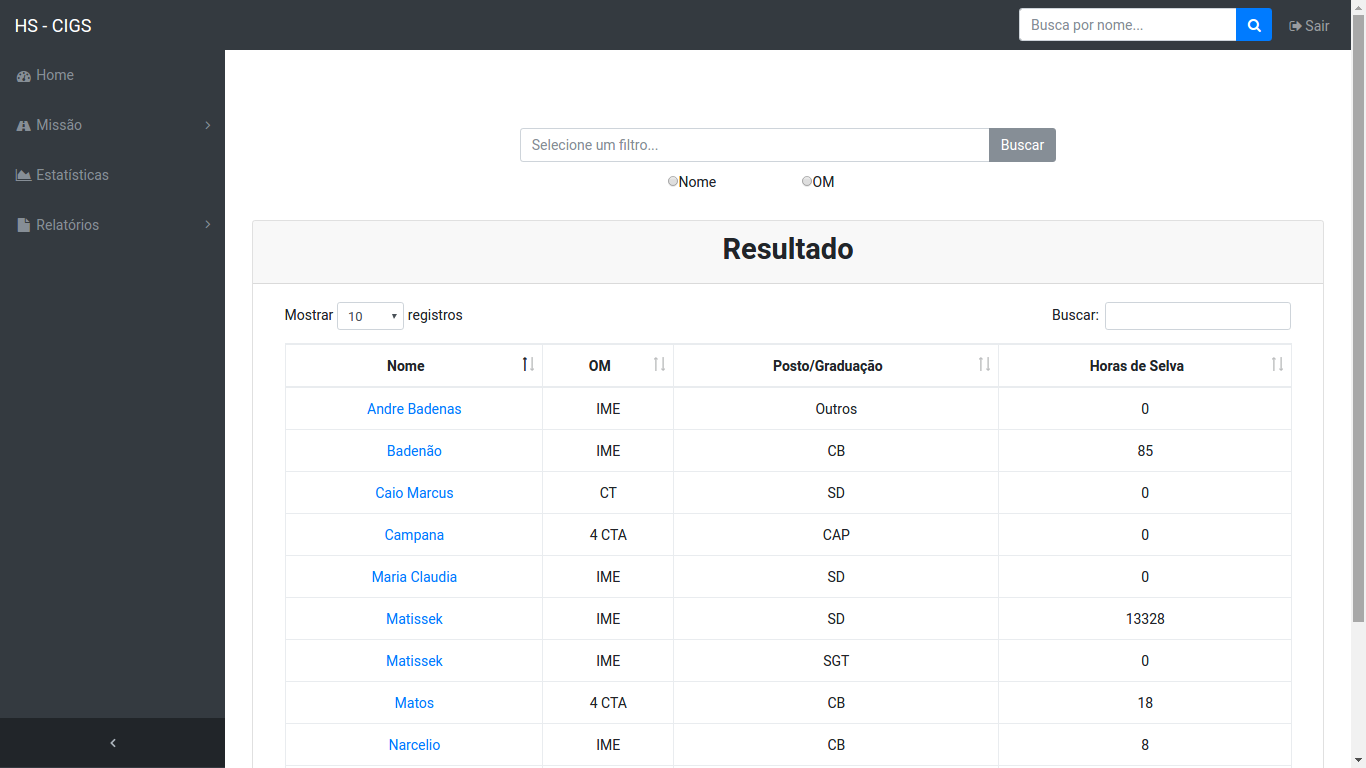 HS - CIGS
Busca por nome...
Sair
Home
Missão
Estatísticas
Relatórios
Selecione um filtro...
Buscar
Nome OM
Resultado
Mostrar 10 registros
Buscar:
Nome OM Posto/Graduação Horas de Selva
Andre Badenas IME Outros 0
Badenão IME CB 85
Caio Marcus CT SD 0
Campana 4 CTA CAP 0
Maria Claudia IME SD 0
Matissek IME SD 13328
Matissek IME SGT 0
Matos 4 CTA CB 18
Narcelio IME CB 8